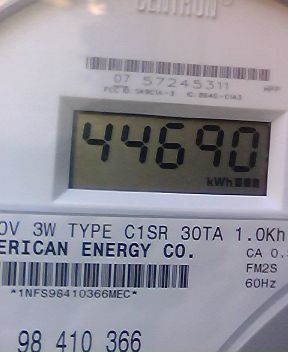 CENTRON
07 57245311
44690
kWh
0V 3W TYPE C1SR 30TA 1.0Kh
ERICAN ENERGY CO.
CA 0.
FM2S
*1NFS98410366MEC*
60Hz
98 410 366